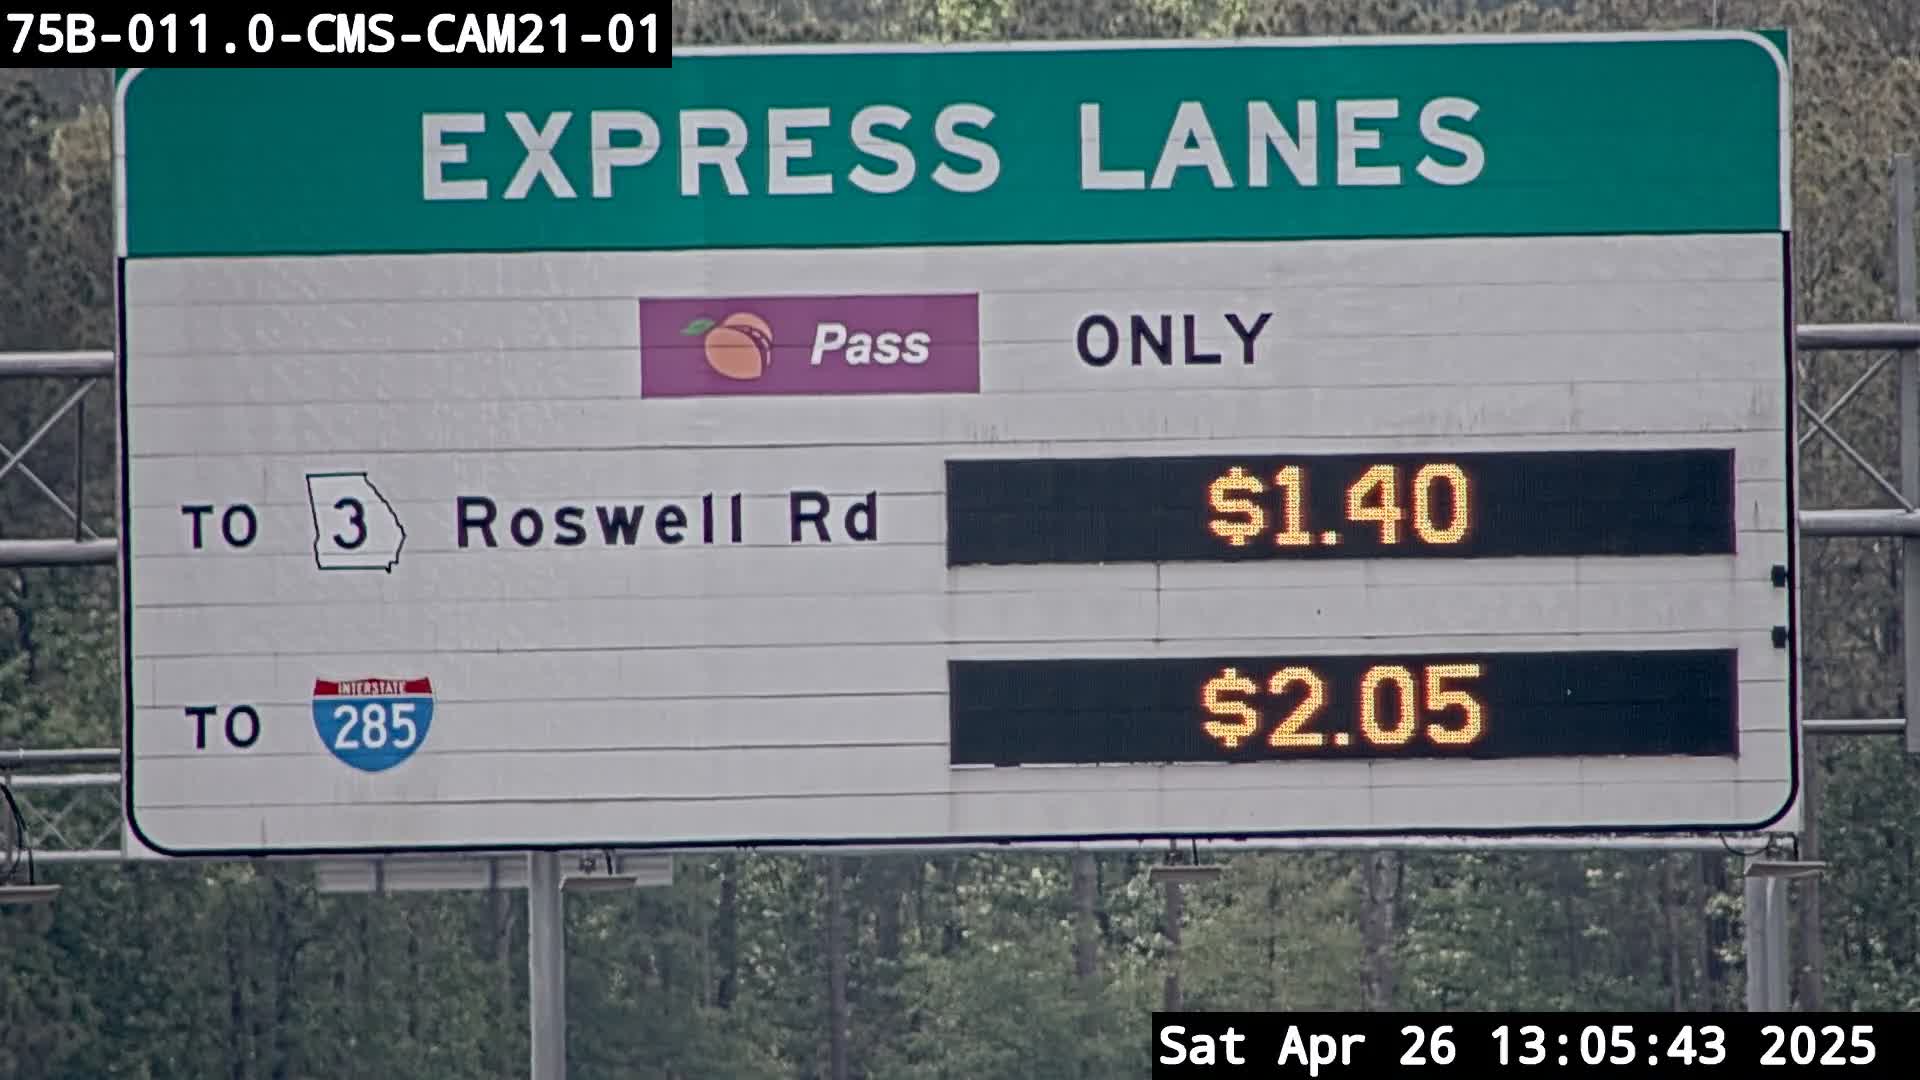 75B-011.0-CMS-CAM21-01
EXPRESS LANES
Pass ONLY
TO 3 Roswell Rd $1.40
INTERSTATE
TO 285 $2.05
Sat Apr 26 13:05:43 2025